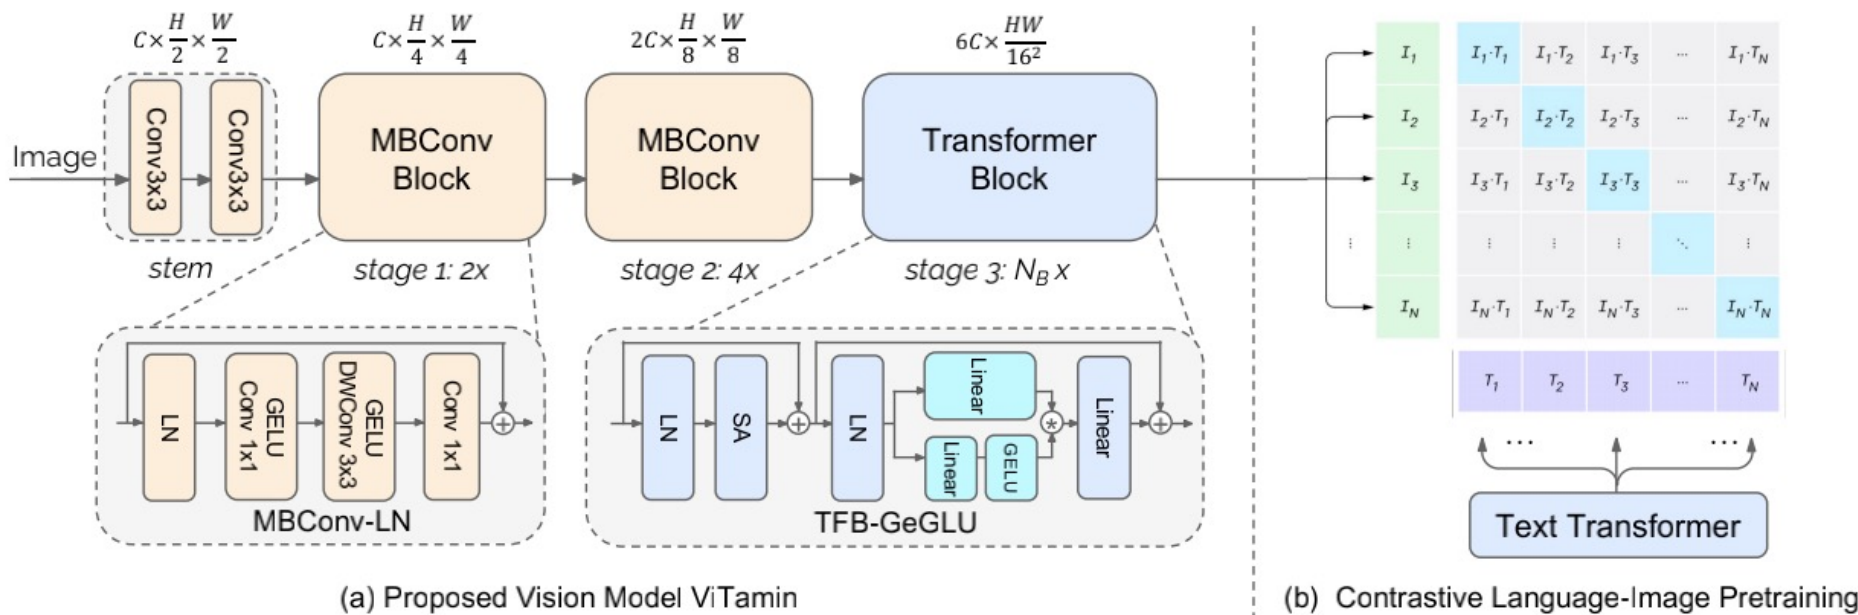 C×H/2×W/2
C×H/4×W/4
2C×H/8×W/8
6C×HW/16²
Image
Conv3x3
Conv3x3
MBConv
Block
MBConv
Block
Transformer
Block
stem
stage 1: 2x
stage 2: 4x
stage 3: N_B x
LN
GELU
Conv 1x1
GELU
DWConv 3x3
Conv 1x1
MBConv-LN
LN
SA
LN
Linear
Linear
GELU
*
Linear
TFB-GeGLU
(a) Proposed Vision Model ViTamin
I₁ I₁·T₁ I₁·T₂ I₁·T₃ ... I₁·T_N
I₂ I₂·T₁ I₂·T₂ I₂·T₃ ... I₂·T_N
I₃ I₃·T₁ I₃·T₂ I₃·T₃ ... I₃·T_N
⋮ ⋮ ⋮ ⋮ ⋮ ⋱ ⋮
I_N I_N·T₁ I_N·T₂ I_N·T₃ ... I_N·T_N
T₁ T₂ T₃ ... T_N
... ...
Text Transformer
(b) Contrastive Language-Image Pretraining